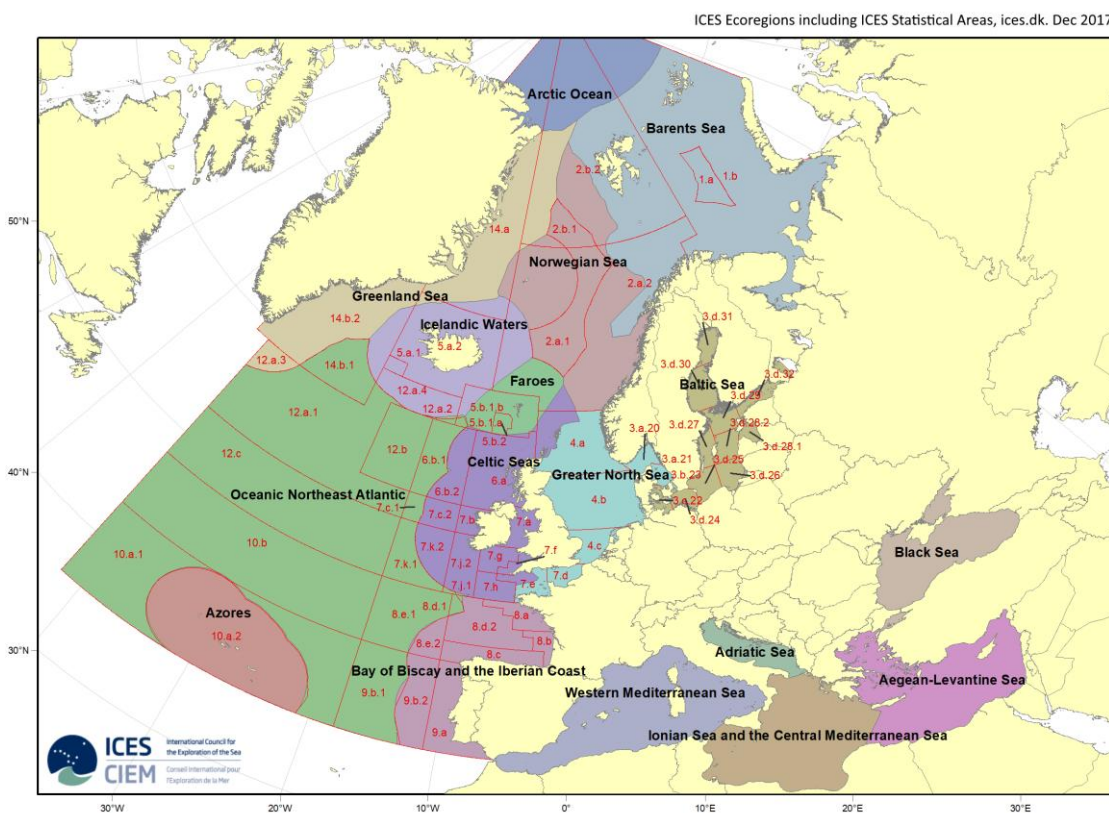 ICES Ecoregions including ICES Statistical Areas, ices.dk. Dec 2017
Arctic Ocean
Barents Sea
2.b.2
1.a
1.b
50°N
14.a
2.b.1
Norwegian Sea
2.a.2
Greenland Sea
14.b.2
Icelandic Waters
3.d.31
5.a.1
5.a.2
2.a.1
12.a.3
14.b.1
3.d.30
3.d.32
Faroes
Baltic Sea
12.a.4
3.d.29
12.a.1
12.a.2
5.b.1.b
5.b.1.a
3.a.20
3.d.27
3.d.28.2
5.b.2
4.a
3.d.28.1
12.c
12.b
6.b.1
Celtic Seas
3.a.21
3.d.25
40°N
Greater North Sea
3.b.23
3.d.26
6.a
6.b.2
Oceanic Northeast Atlantic
4.b
3.c.22
7.c.1
7.c.2
7.b
7.a
3.d.24
10.b
10.a.1
7.k.2
7.f
4.c
Black Sea
7.g
7.k.1
7.j.2
7.d
7.j.1
7.h
7.e
8.d.1
Azores
8.e.1
8.a
8.d.2
10.a.2
8.e.2
8.b
30°N
8.c
Adriatic Sea
Bay of Biscay and the Iberian Coast
Aegean-Levantine Sea
9.b.1
9.b.2
Western Mediterranean Sea
9.a
Ionian Sea and the Central Mediterranean Sea
ICES
International Council for
the Exploration of the Sea
CIEM
Conseil International pour
l'Exploration de la Mer
30°W
20°W
10°W
0°
10°E
20°E
30°E